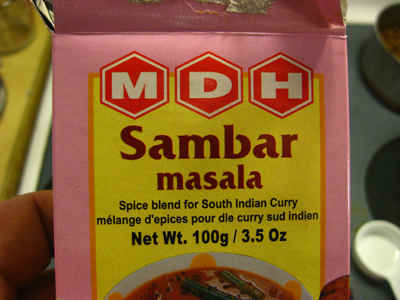 MDH
Sambar
masala
Spice blend for South Indian Curry
mélange d'epices pour dle curry sud indien
Net Wt. 100g / 3.5 Oz